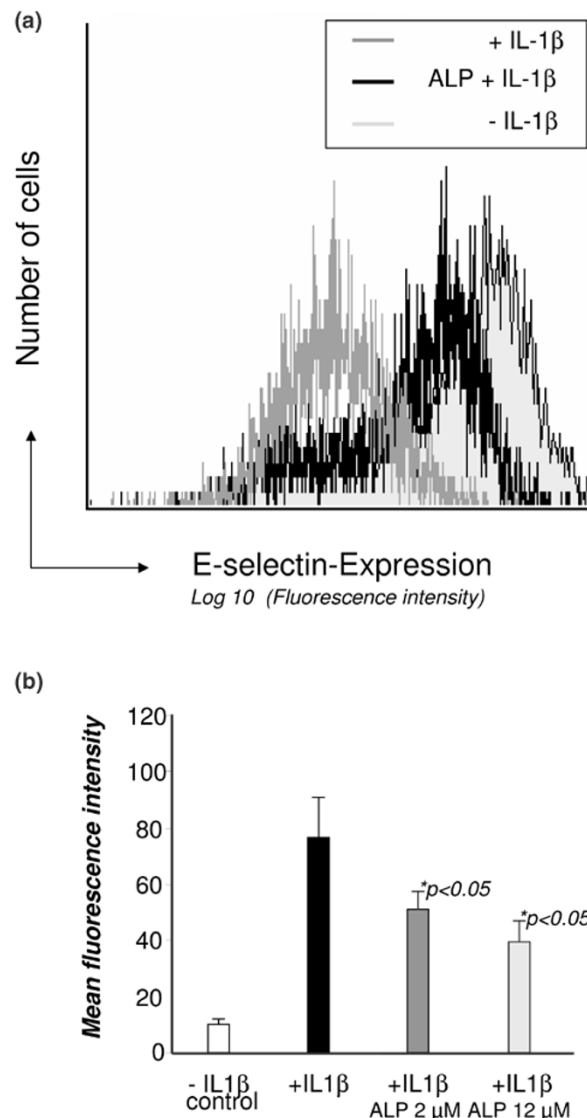 (a)
+ IL-1β
ALP + IL-1β
- IL-1β
Number of cells
E-selectin-Expression
Log 10 (Fluorescence intensity)
(b)
Mean fluorescence intensity
120
100
80
60
40
20
0
*p<0.05
*p<0.05
- IL1β
control
+IL1β
+IL1β
ALP 2 μM
+IL1β
ALP 12 μM